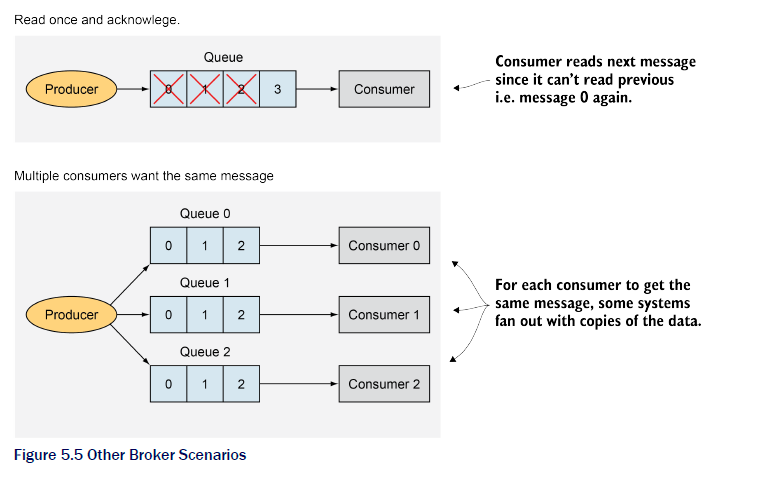 Read once and acknowlege.
Queue
Producer
0 1 2 3
Consumer
Consumer reads next message
since it can't read previous
i.e. message 0 again.
Multiple consumers want the same message
Queue 0
0 1 2
Consumer 0
Queue 1
Producer
0 1 2
Consumer 1
Queue 2
0 1 2
Consumer 2
For each consumer to get the
same message, some systems
fan out with copies of the data.
Figure 5.5 Other Broker Scenarios